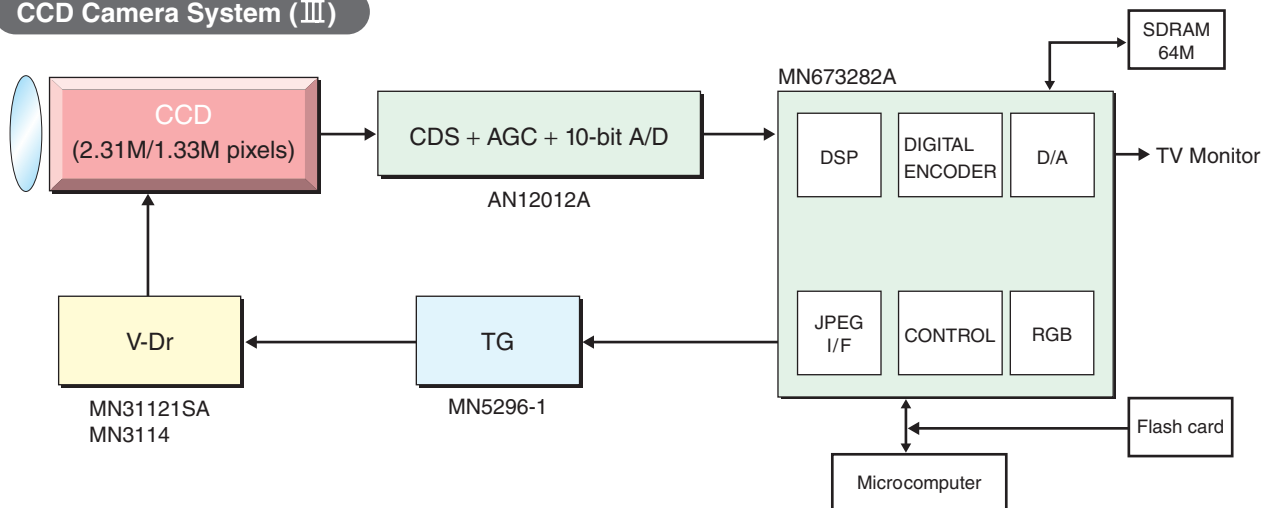 CCD Camera System (Ⅲ)
SDRAM
64M
MN673282A
CCD
(2.31M/1.33M pixels)
CDS + AGC + 10-bit A/D
AN12012A
DSP
DIGITAL
ENCODER
D/A
TV Monitor
V-Dr
MN31121SA
MN3114
TG
MN5296-1
JPEG
I/F
CONTROL
RGB
Flash card
Microcomputer